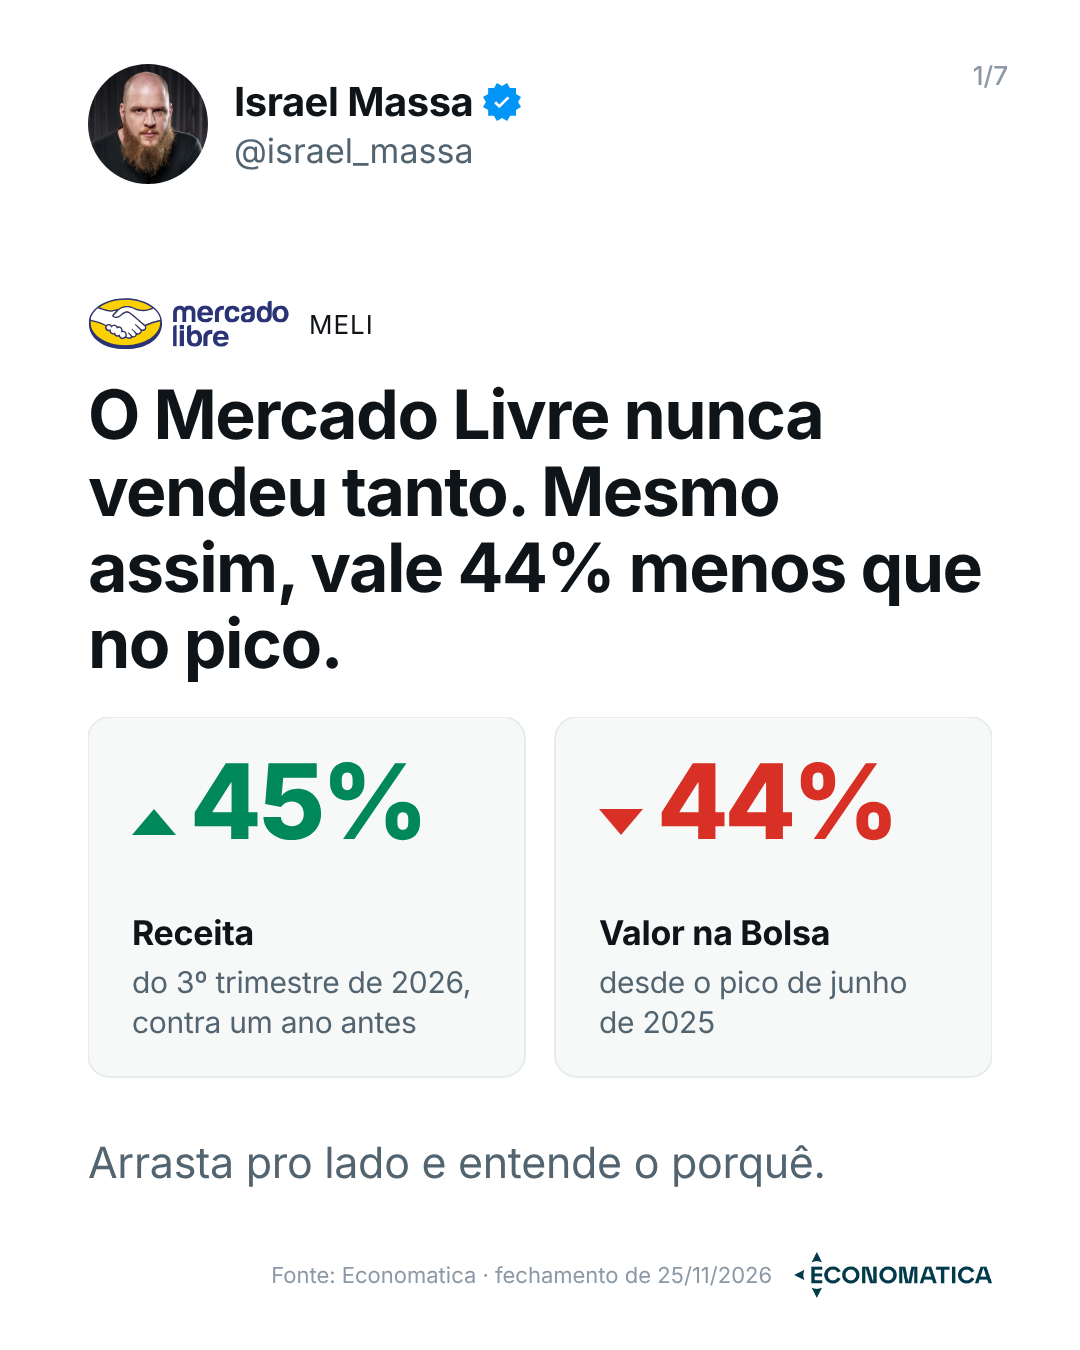 Israel Massa
@israel_massa
1/7
mercado
libre
MELI
O Mercado Livre nunca
vendeu tanto. Mesmo
assim, vale 44% menos que
no pico.
45%
Receita
do 3º trimestre de 2026,
contra um ano antes
44%
Valor na Bolsa
desde o pico de junho
de 2025
Arrasta pro lado e entende o porquê.
Fonte: Economatica · fechamento de 25/11/2026
ECONOMATICA